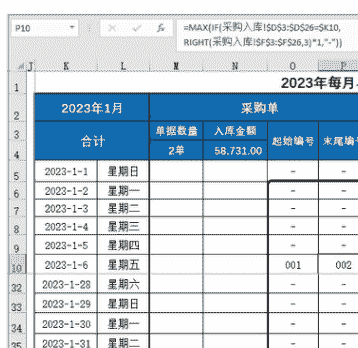 P10 fx =MAX(IF(采购入库!$D$3:$D$26=$K10,
RIGHT(采购入库!$F$3:$F$26,3)*1,"-"))
J K L M N O P
1 2023年每月
2 2023年1月 采购单
3 合计 单据数量 入库金额 起始编号 末尾编
4 2单 58,731.00
5 2023-1-1 星期日 - -
6 2023-1-2 星期一 - -
7 2023-1-3 星期二 - -
8 2023-1-4 星期三 - -
9 2023-1-5 星期四 - -
10 2023-1-6 星期五 001 002
32 2023-1-28 星期六 - -
33 2023-1-29 星期日 - -
34 2023-1-30 星期一 - -
35 2023-1-31 星期二 - -